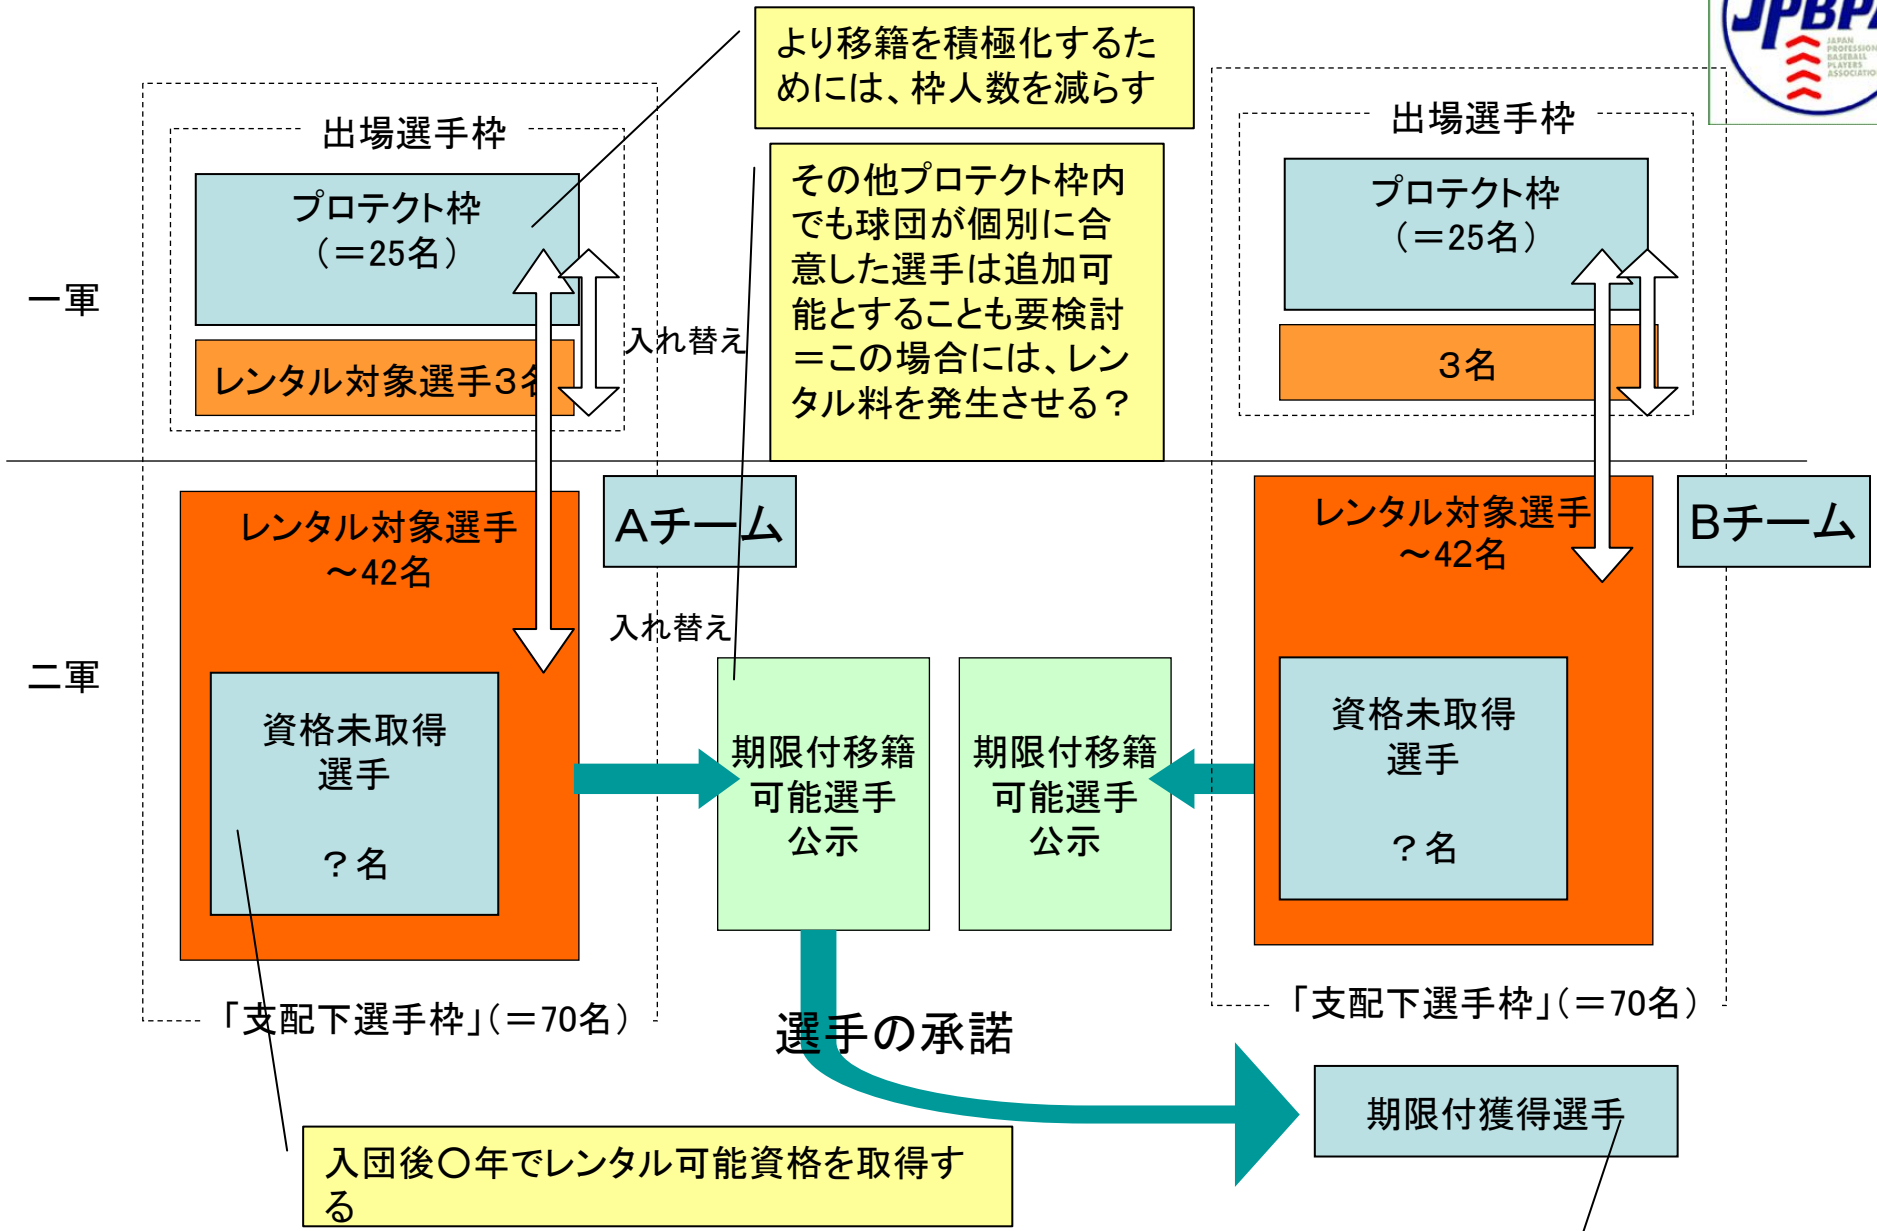 より移籍を積極化するた
めには、枠人数を減らす
JPBPA
JAPAN
PROFESSIONAL
BASEBALL
PLAYERS
ASSOCIATION
出場選手枠
プロテクト枠
（＝25名）
一軍
レンタル対象選手３名
入れ替え
その他プロテクト枠内
でも球団が個別に合
意した選手は追加可
能とすることも要検討
＝この場合には、レン
タル料を発生させる？
出場選手枠
プロテクト枠
（＝25名）
３名
Aチーム
レンタル対象選手
～42名
入れ替え
二軍
資格未取得
選手
？名
「支配下選手枠」（＝70名）
期限付移籍
可能選手
公示
期限付移籍
可能選手
公示
Bチーム
レンタル対象選手
～42名
資格未取得
選手
？名
「支配下選手枠」（＝70名）
選手の承諾
期限付獲得選手
入団後〇年でレンタル可能資格を取得す
る